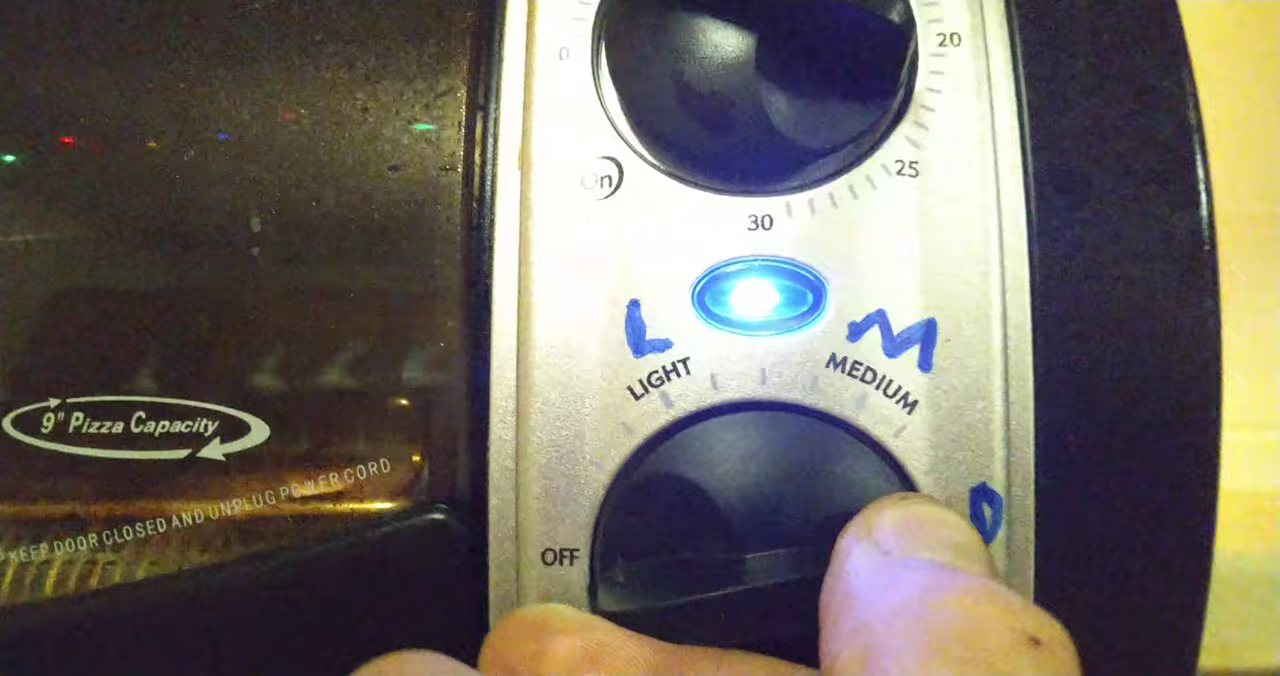 0
20
On
25
30
L
M
LIGHT
MEDIUM
9" Pizza Capacity
KEEP DOOR CLOSED AND UNPLUG POWER CORD
D
OFF